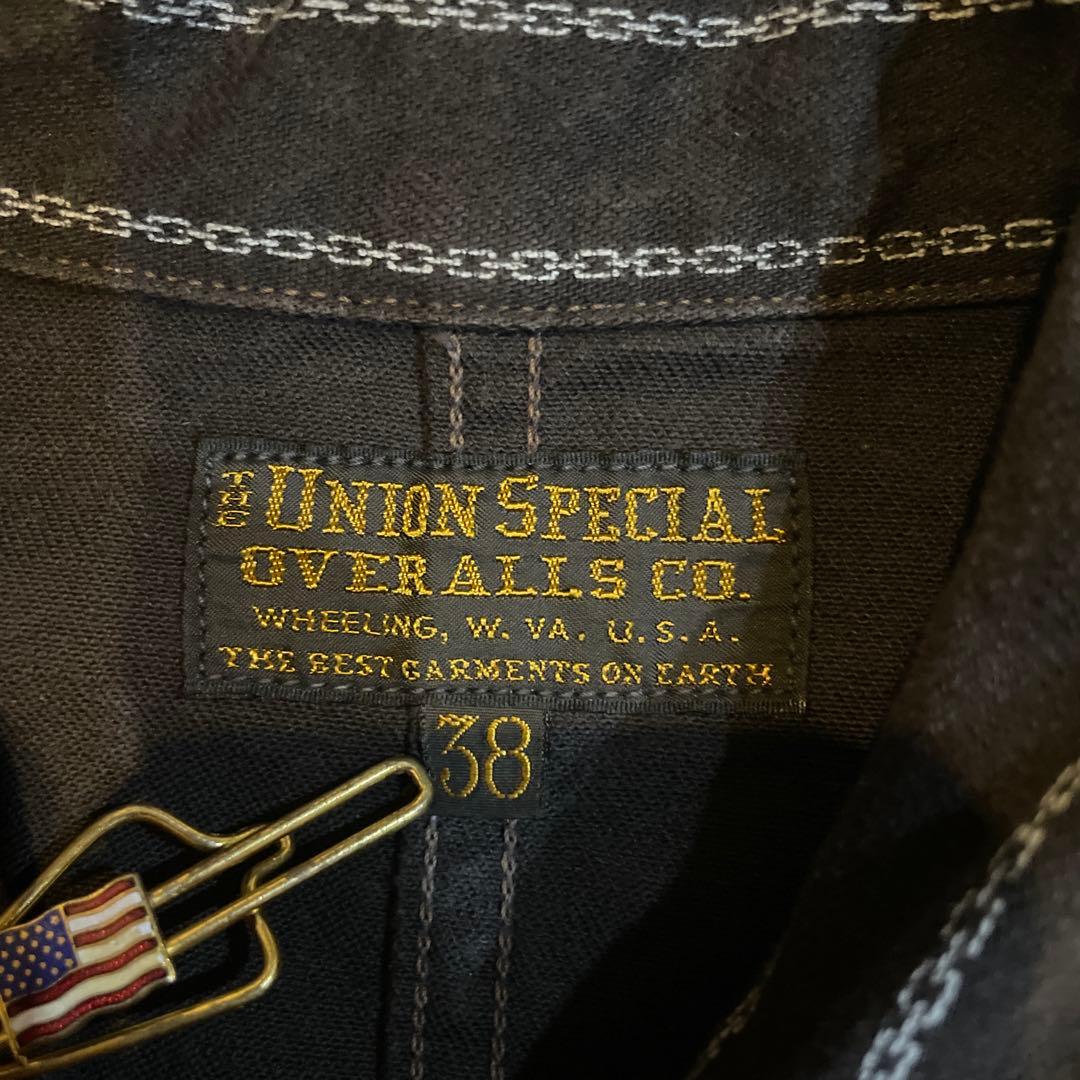 THE UNION SPECIAL
OVERALLS CO.
WHEELING, W. VA. U.S.A.
THE BEST GARMENTS ON EARTH
38